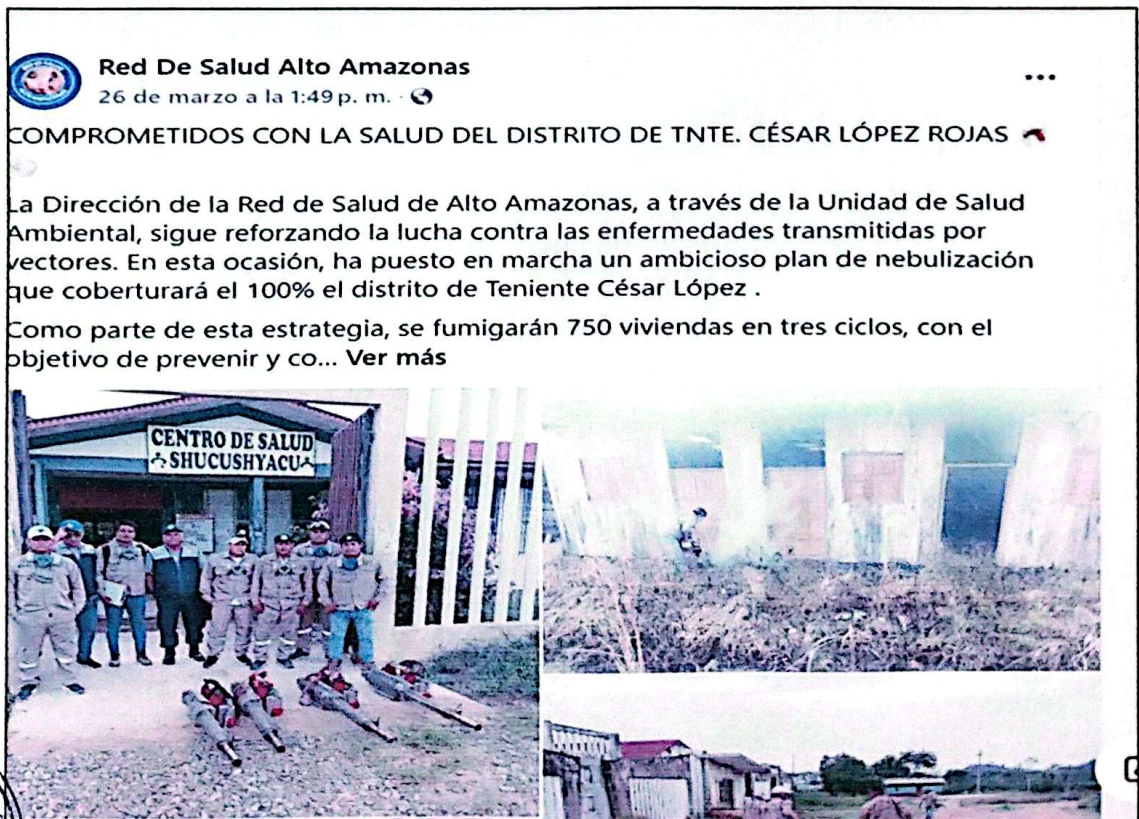 Red De Salud Alto Amazonas
26 de marzo a la 1:49 p. m. ·
COMPROMETIDOS CON LA SALUD DEL DISTRITO DE TNTE. CÉSAR LÓPEZ ROJAS
La Dirección de la Red de Salud de Alto Amazonas, a través de la Unidad de Salud
Ambiental, sigue reforzando la lucha contra las enfermedades transmitidas por
vectores. En esta ocasión, ha puesto en marcha un ambicioso plan de nebulización
que coberturará el 100% el distrito de Teniente César López .
Como parte de esta estrategia, se fumigarán 750 viviendas en tres ciclos, con el
objetivo de prevenir y co... Ver más
CENTRO DE SALUD
SHUCUSHYACU